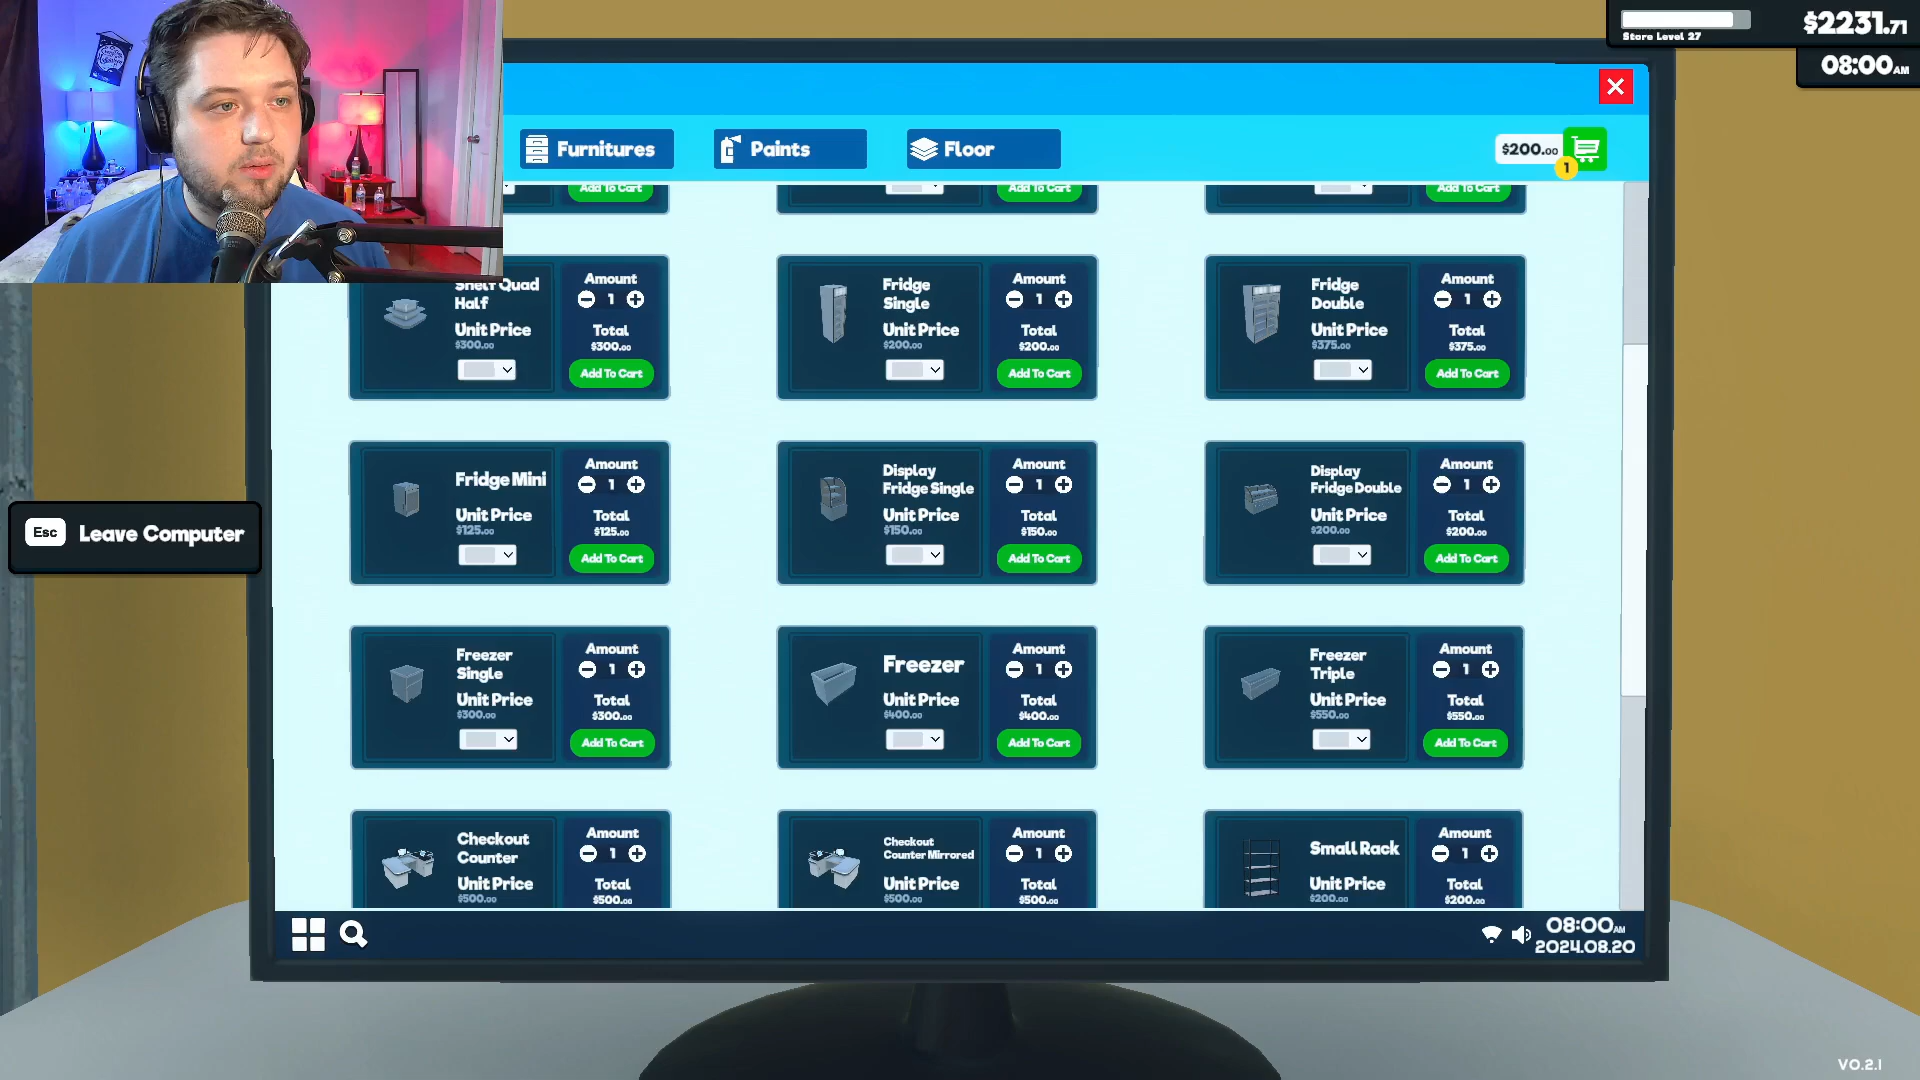 Store Level 27
$2231.71
08:00AM
Furnitures
Paints
Floor
$200.00
1
Add To Cart
Add To Cart
Add To Cart
Shelf Quad
Half
Unit Price
$300.00
Amount
1
Total
$300.00
Add To Cart
Fridge
Single
Unit Price
$200.00
Amount
1
Total
$200.00
Add To Cart
Fridge
Double
Unit Price
$375.00
Amount
1
Total
$375.00
Add To Cart
Fridge Mini
Unit Price
$125.00
Amount
1
Total
$125.00
Add To Cart
Display
Fridge Single
Unit Price
$150.00
Amount
1
Total
$150.00
Add To Cart
Display
Fridge Double
Unit Price
$200.00
Amount
1
Total
$200.00
Add To Cart
Esc
Leave Computer
Freezer
Single
Unit Price
$300.00
Amount
1
Total
$300.00
Add To Cart
Freezer
Unit Price
$400.00
Amount
1
Total
$400.00
Add To Cart
Freezer
Triple
Unit Price
$550.00
Amount
1
Total
$550.00
Add To Cart
Checkout
Counter
Unit Price
$500.00
Amount
1
Total
$500.00
Checkout
Counter Mirrored
Unit Price
$500.00
Amount
1
Total
$500.00
Small Rack
Unit Price
$200.00
Amount
1
Total
$200.00
08:00AM
2024.08.20
V0.2.1